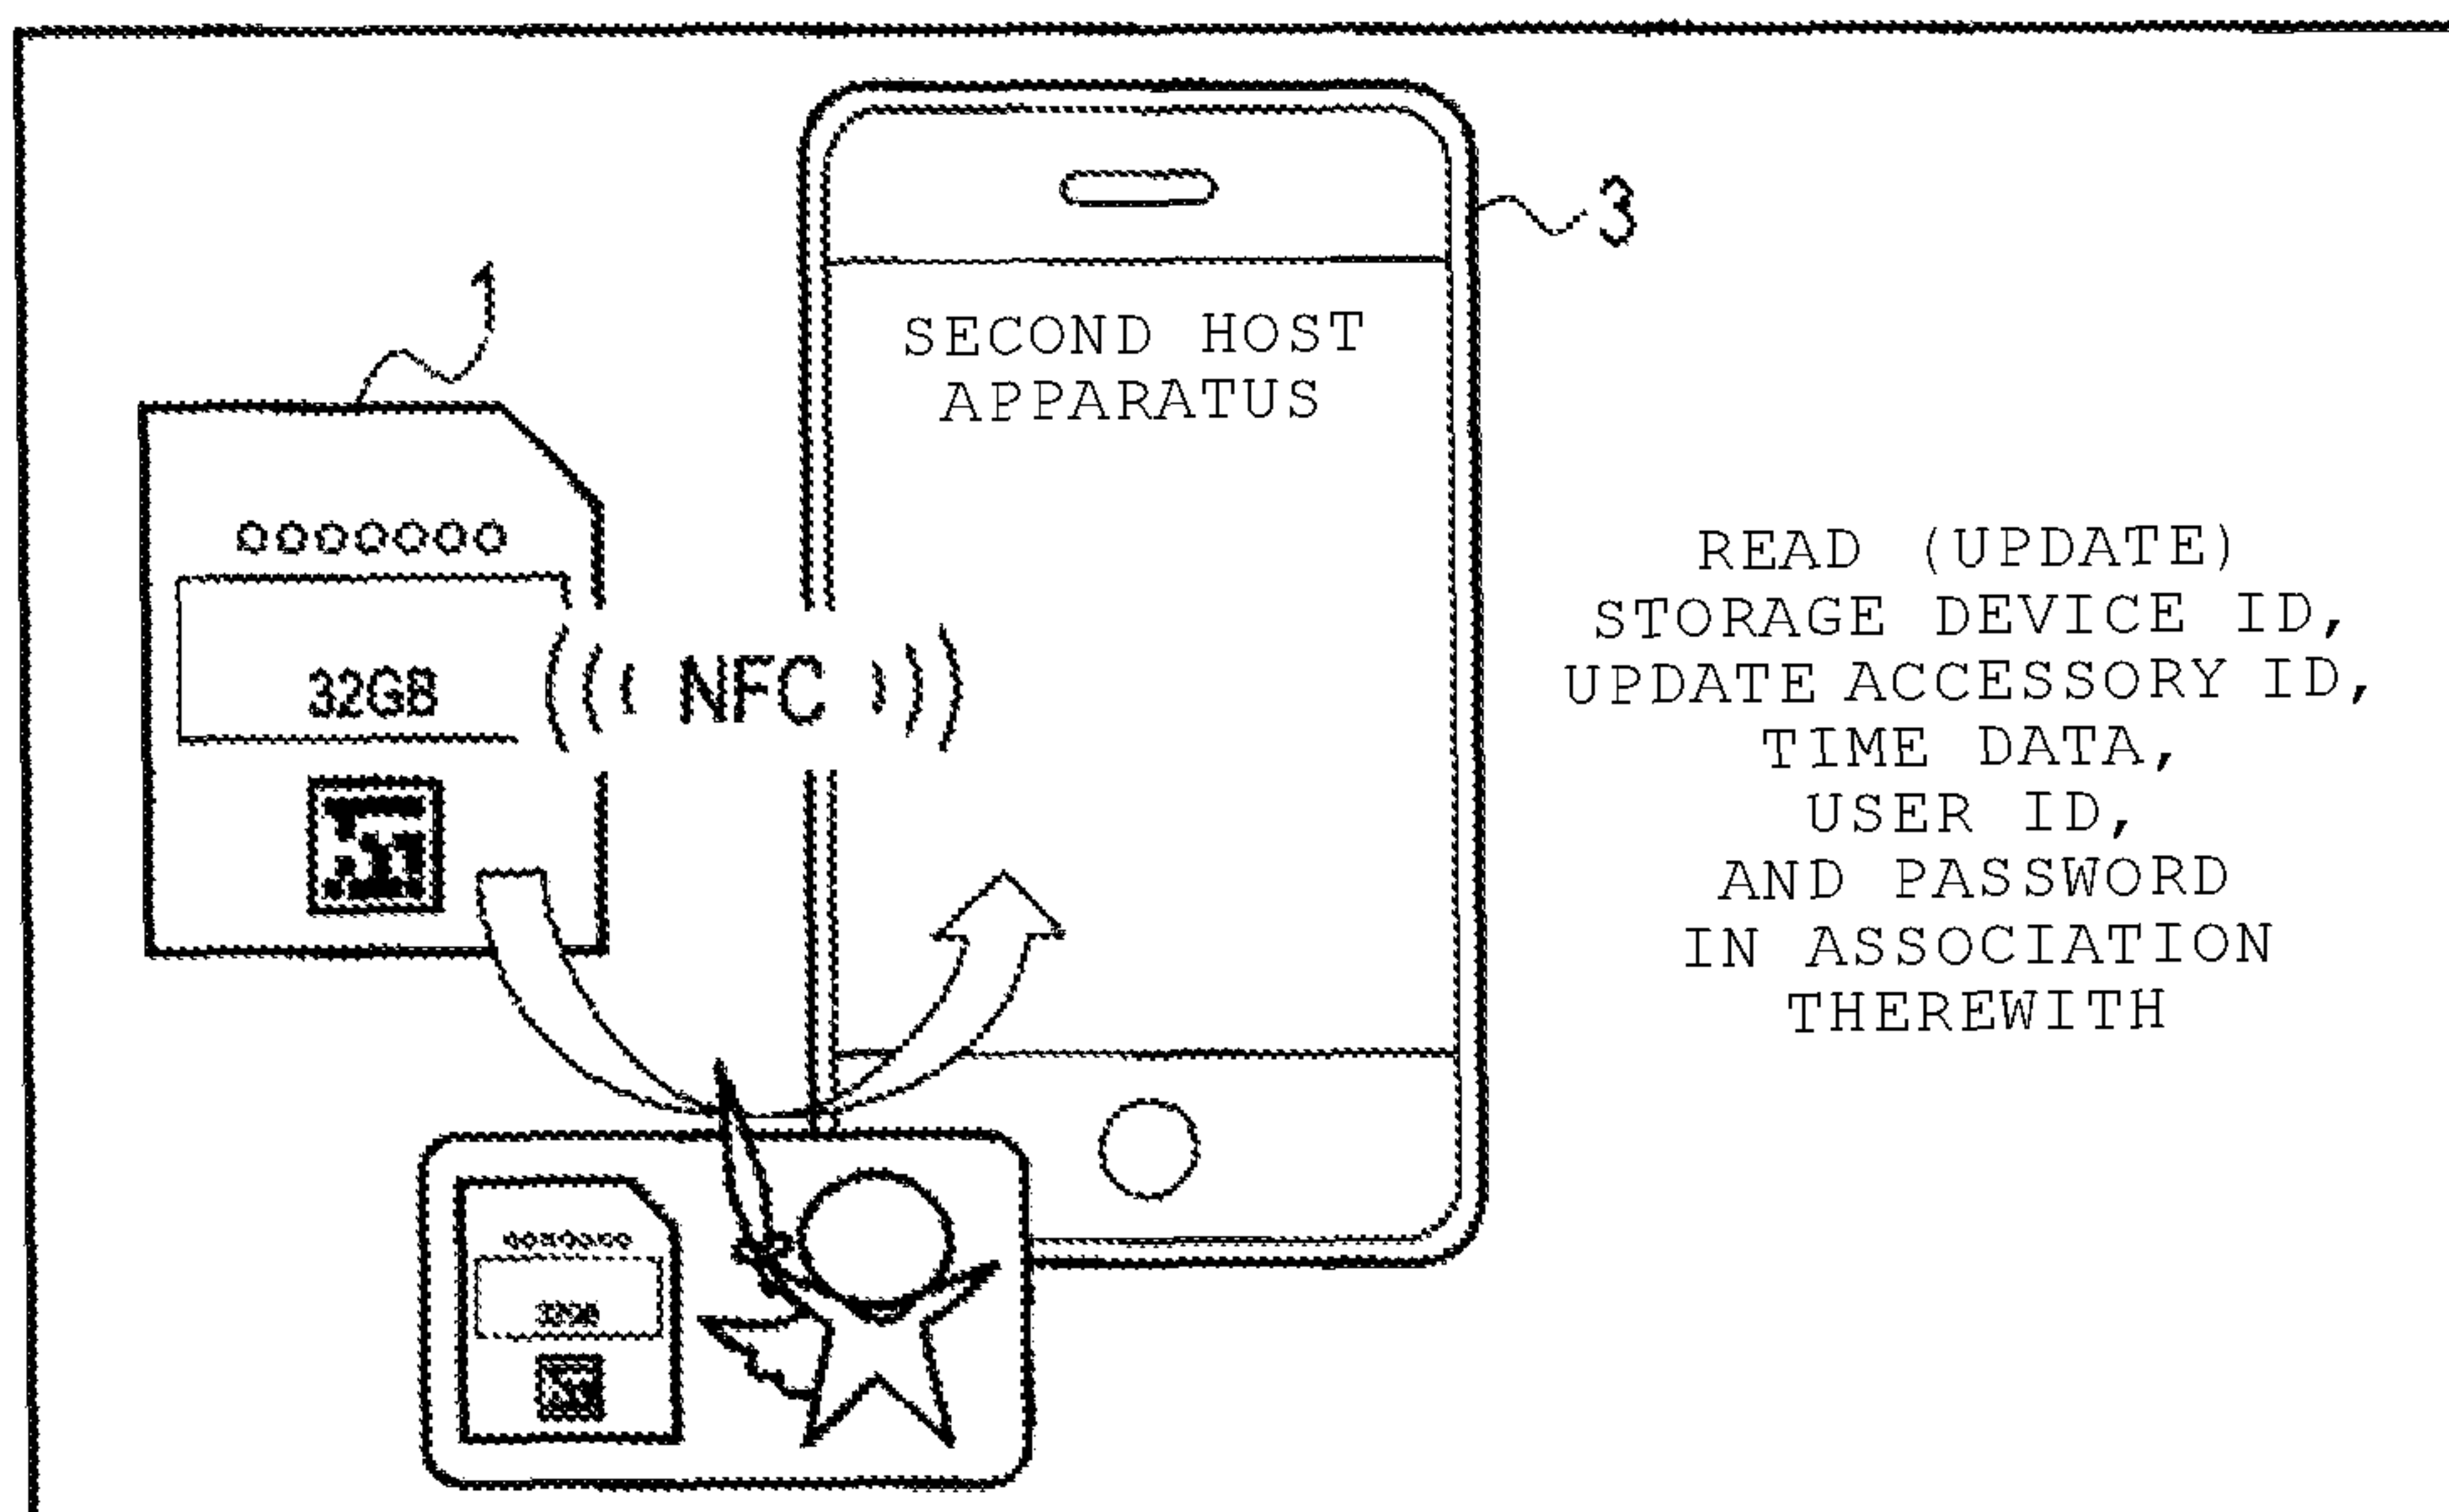 3
1
SECOND HOST
APPARATUS
ooooooo
32GB
NFC
READ (UPDATE)
STORAGE DEVICE ID,
UPDATE ACCESSORY ID,
TIME DATA,
USER ID,
AND PASSWORD
IN ASSOCIATION
THEREWITH